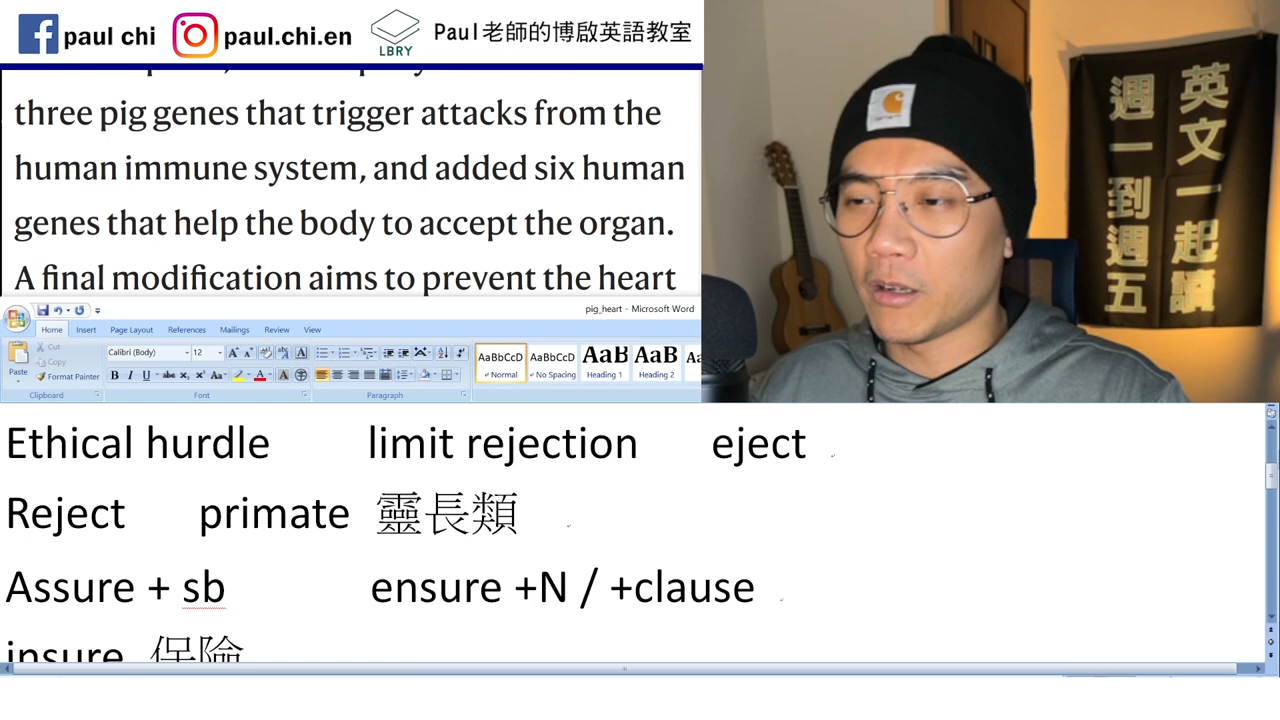 paul chi
paul.chi.en
LBRY
Paul老師的博啟英語教室
three pig genes that trigger attacks from the
human immune system, and added six human
genes that help the body to accept the organ.
A final modification aims to prevent the heart
pig_heart - Microsoft Word
Home Insert Page Layout References Mailings Review View
Paste
Cut
Copy
Format Painter
Clipboard
Calibri (Body) 12
Font
Paragraph
AaBbCcD AaBbCcD AaB AaB
Normal No Spacing Heading 1 Heading 2
Ethical hurdle limit rejection eject
Reject primate 靈長類
Assure + sb ensure +N / +clause
insure 保險
英文一起讀
週一到週五
carhartt